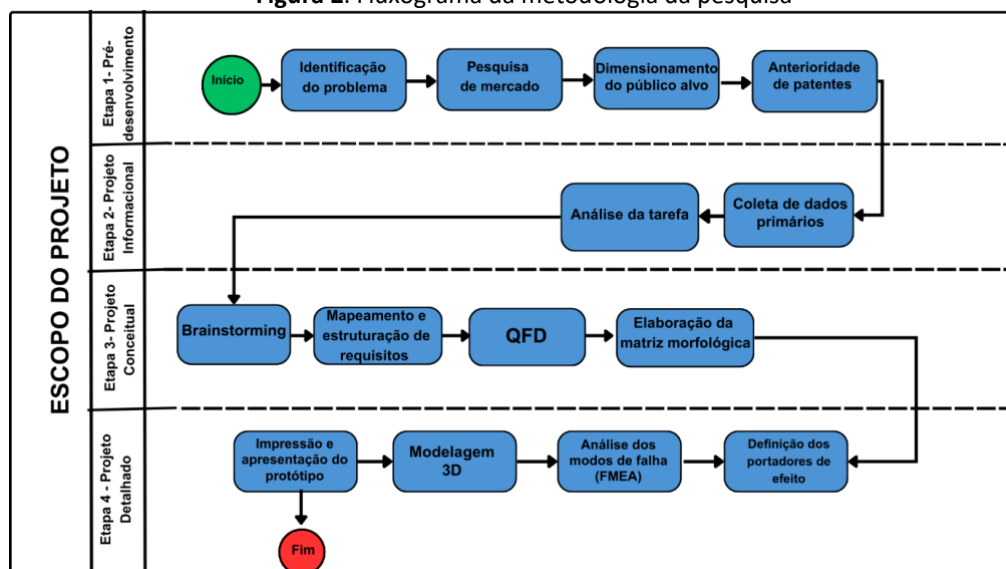 Figura 2. Fluxograma da metodologia da pesquisa
ESCOPO DO PROJETO
Etapa 1- Pré-
desenvolvimento
Início
Identificação
do problema
Pesquisa
de mercado
Dimensionamento
do público alvo
Anterioridade
de patentes
Etapa 2- Projeto
Informacional
Análise da tarefa
Coleta de dados
primários
Etapa 3- Projeto
Conceitual
Brainstorming
Mapeamento e
estruturação de
requisitos
QFD
Elaboração da
matriz morfológica
Etapa 4 - Projeto
Detalhado
Impressão e
apresentação do
protótipo
Modelagem
3D
Análise dos
modos de falha
(FMEA)
Definição dos
portadores de
efeito
Fim